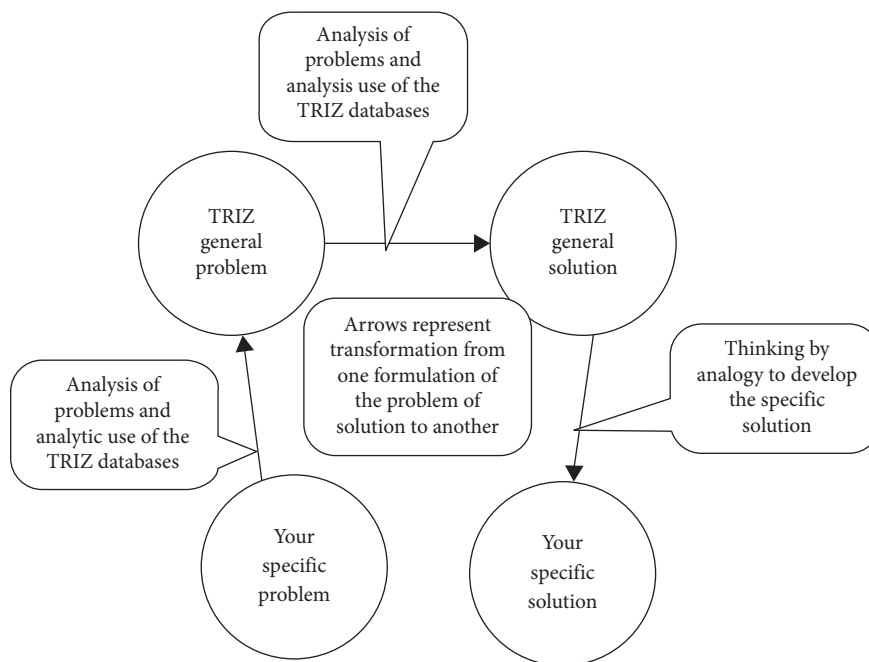 Analysis of
problems and
analysis use of the
TRIZ databases
TRIZ
general
problem
TRIZ
general
solution
Arrows represent
transformation from
one formulation of
the problem of
solution to another
Analysis of
problems and
analytic use of the
TRIZ databases
Thinking by
analogy to develop
the specific
solution
Your
specific
problem
Your
specific
solution